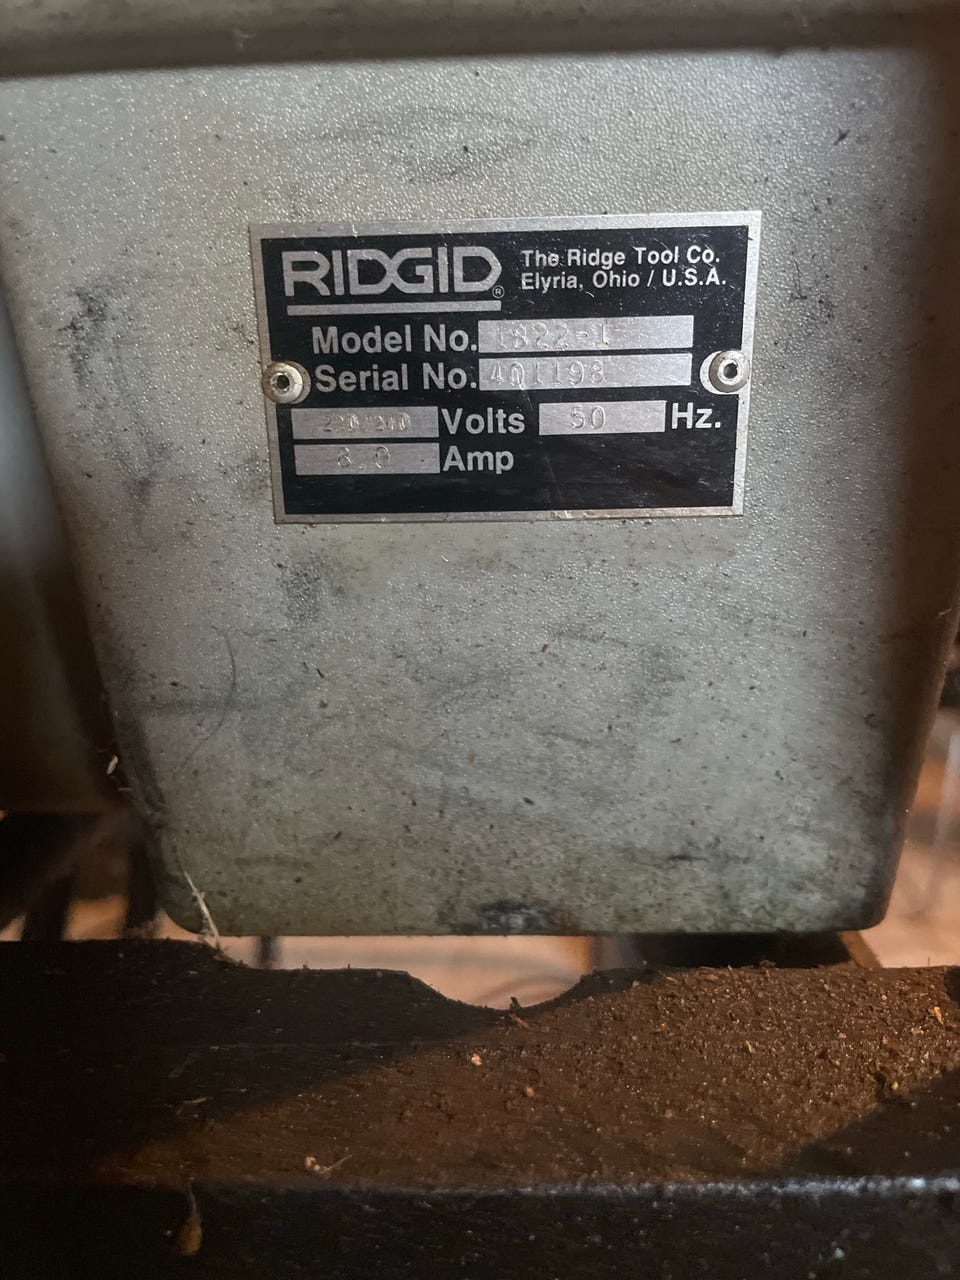 RIDGID®
The Ridge Tool Co.
Elyria, Ohio / U.S.A.
Model No. 1822-I
Serial No. 401198
220/240 Volts 50 Hz.
8.0 Amp